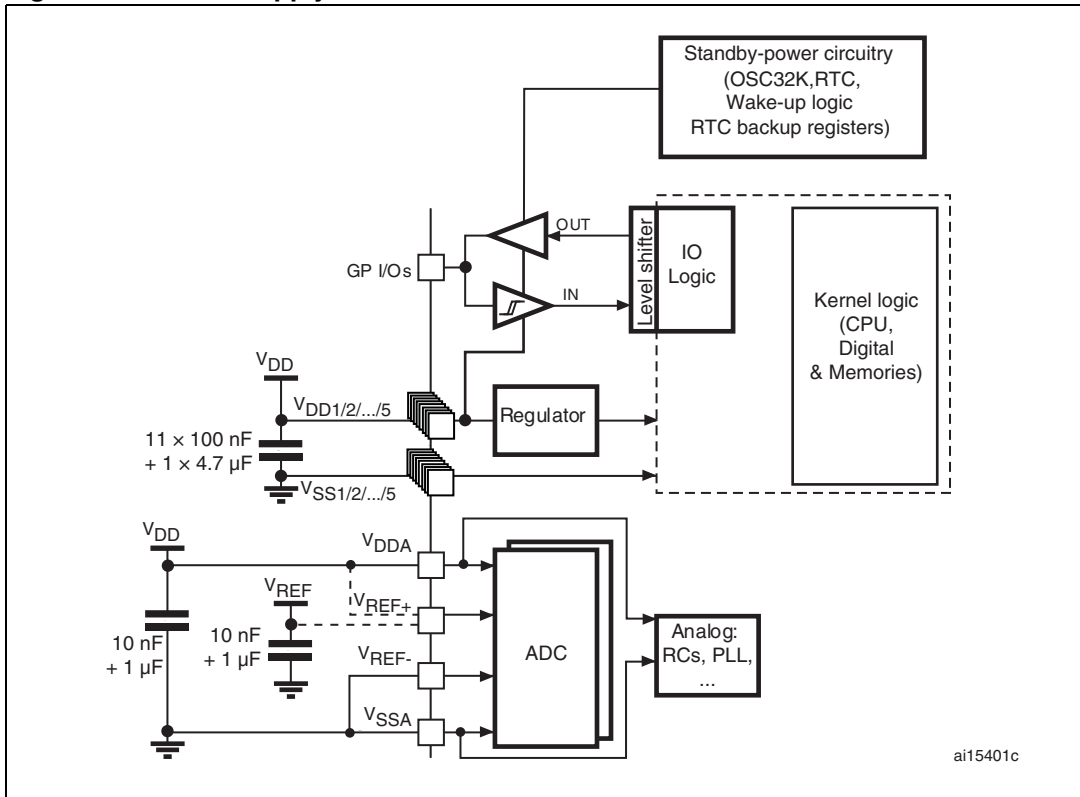 Standby-power circuitry
(OSC32K,RTC,
Wake-up logic
RTC backup registers)
OUT
GP I/Os
IN
Level shifter
IO
Logic
Kernel logic
(CPU,
Digital
& Memories)
VDD
VDD1/2/.../5
Regulator
11 × 100 nF
+ 1 × 4.7 µF
VSS1/2/.../5
VDD
VDDA
VREF
VREF+
10 nF
+ 1 µF
10 nF
+ 1 µF
ADC
Analog:
RCs, PLL,
...
VREF-
VSSA
ai15401c